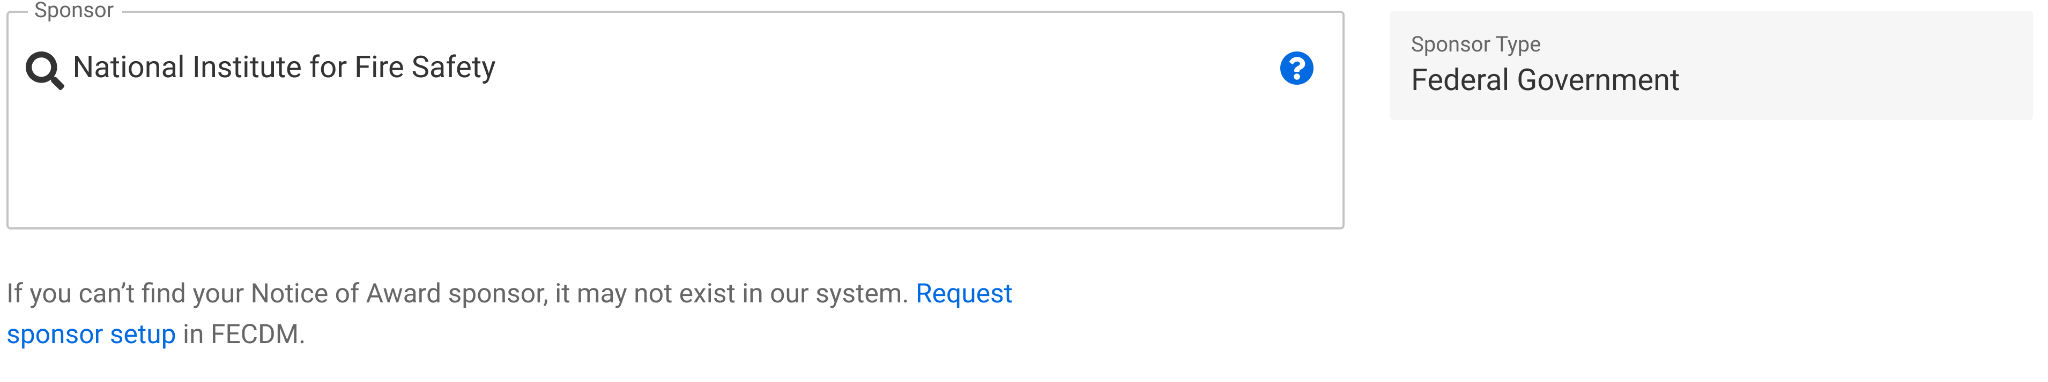 Sponsor
National Institute for Fire Safety
?
Sponsor Type
Federal Government
If you can’t find your Notice of Award sponsor, it may not exist in our system. Request
sponsor setup in FECDM.